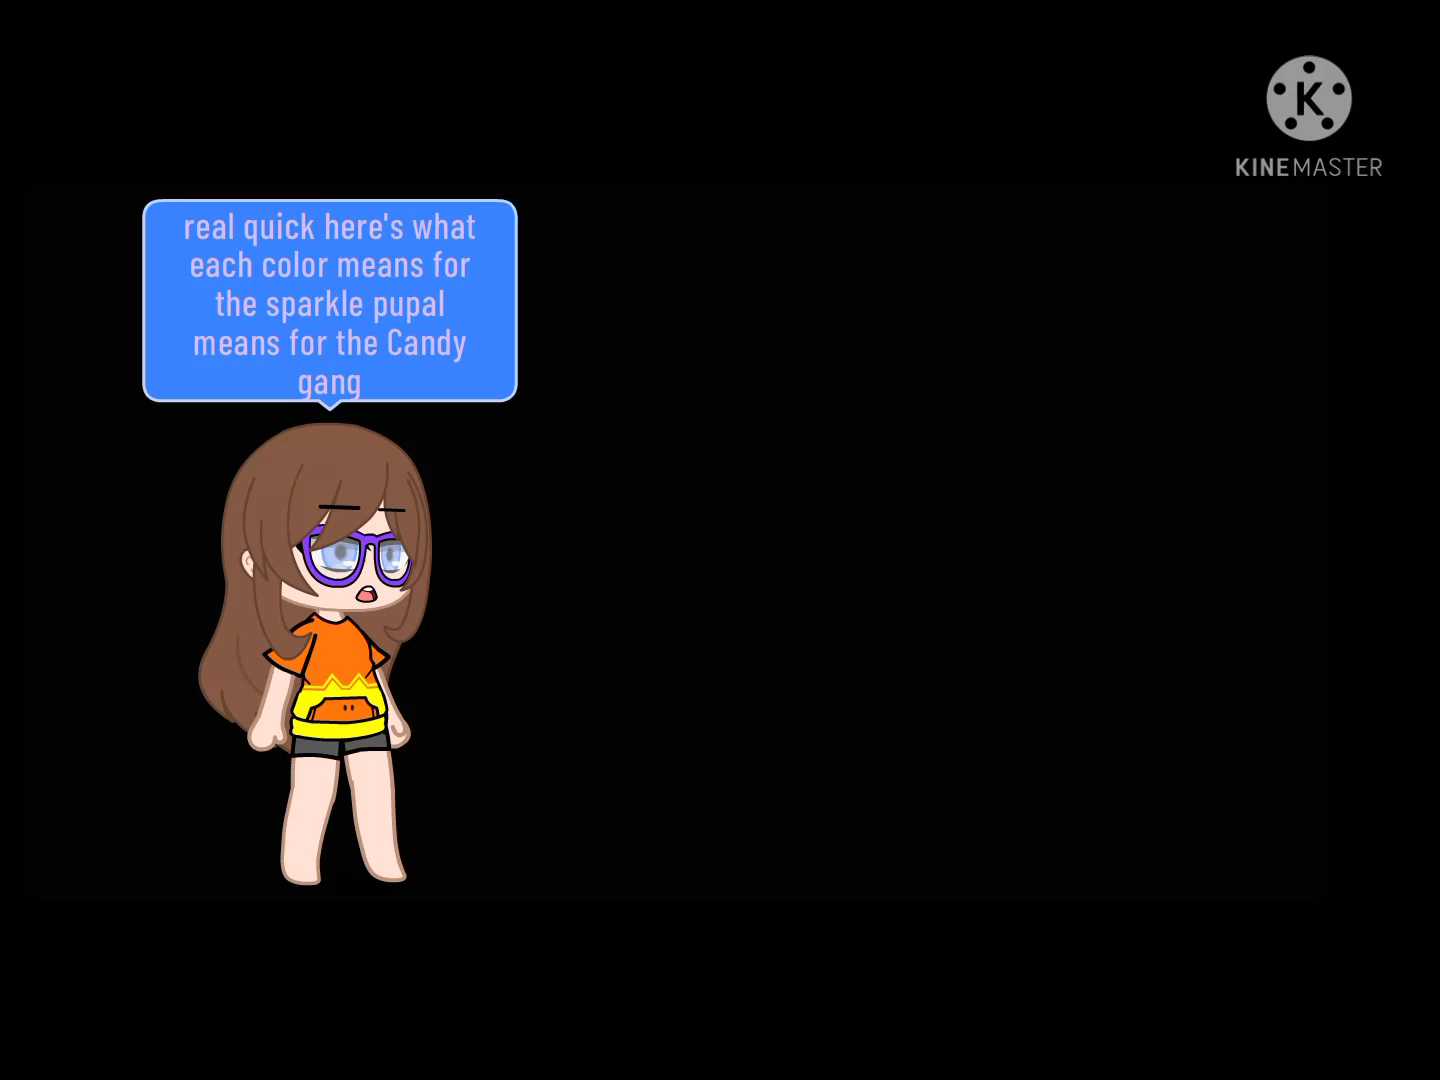 real quick here's what
each color means for
the sparkle pupal
means for the Candy
gang
K
KINEMASTER